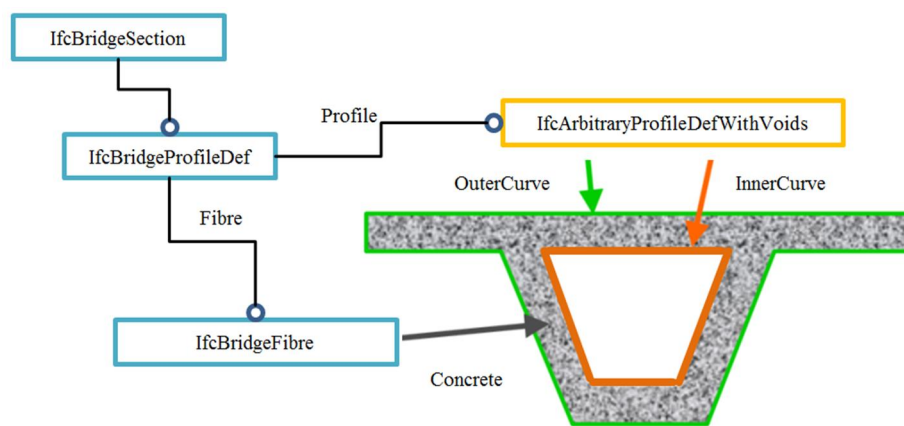 IfcBridgeSection
Profile
IfcArbitraryProfileDefWithVoids
IfcBridgeProfileDef
OuterCurve
InnerCurve
Fibre
IfcBridgeFibre
Concrete